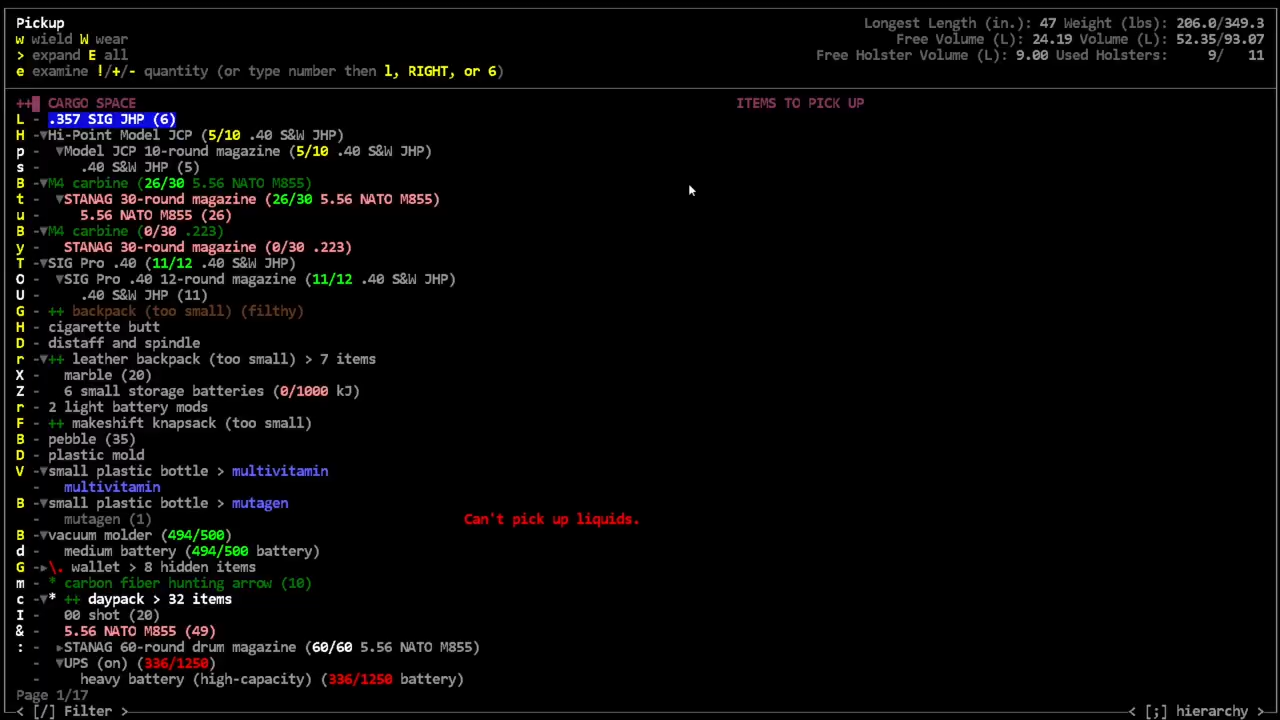 Pickup
Longest Length (in.): 47 Weight (lbs): 206.0/349.3
w wield W wear
Free Volume (L): 24.19 Volume (L): 52.35/93.07
> expand E all
Free Holster Volume (L): 9.00 Used Holsters: 9/ 11
e examine !/+/- quantity (or type number then l, RIGHT, or 6)
++ CARGO SPACE
ITEMS TO PICK UP
L - .357 SIG JHP (6)
H -▼Hi-Point Model JCP (5/10 .40 S&W JHP)
p - ▼Model JCP 10-round magazine (5/10 .40 S&W JHP)
s - .40 S&W JHP (5)
B -▼M4 carbine (26/30 5.56 NATO M855)
t - ▼STANAG 30-round magazine (26/30 5.56 NATO M855)
u - 5.56 NATO M855 (26)
B -▼M4 carbine (0/30 .223)
y - STANAG 30-round magazine (0/30 .223)
T -▼SIG Pro .40 (11/12 .40 S&W JHP)
O - ▼SIG Pro .40 12-round magazine (11/12 .40 S&W JHP)
U - .40 S&W JHP (11)
G - ++ backpack (too small) (filthy)
H - cigarette butt
D - distaff and spindle
r -▼++ leather backpack (too small) > 7 items
X - marble (20)
Z - 6 small storage batteries (0/1000 kJ)
r - 2 light battery mods
F - ++ makeshift knapsack (too small)
B - pebble (35)
D - plastic mold
V -▼small plastic bottle > multivitamin
- multivitamin
B -▼small plastic bottle > mutagen
- mutagen (1)
Can't pick up liquids.
B -▼vacuum molder (494/500)
d - medium battery (494/500 battery)
G -▶\. wallet > 8 hidden items
m - * carbon fiber hunting arrow (10)
c -▼* ++ daypack > 32 items
I - 00 shot (20)
& - 5.56 NATO M855 (49)
: - ▶STANAG 60-round drum magazine (60/60 5.56 NATO M855)
- ▼UPS (on) (336/1250)
- heavy battery (high-capacity) (336/1250 battery)
Page 1/17
< [/] Filter >
< [;] hierarchy >